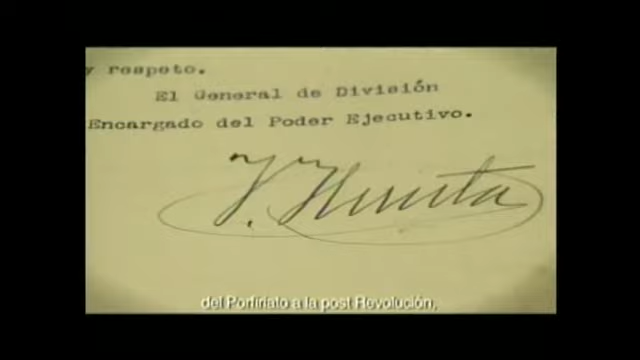 y respeto.
El General de División
Encargado del Poder Ejecutivo.
V. Huerta
del Porfiriato a la post Revolución,